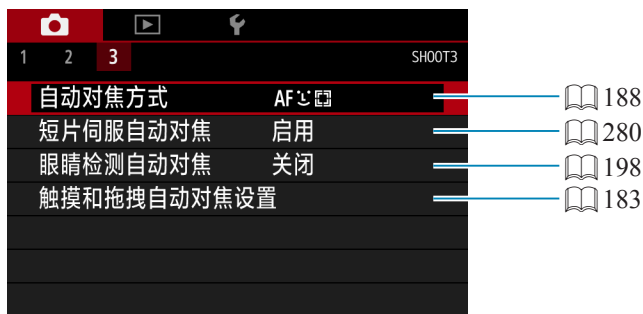 1 2 3 SHOOT3
自动对焦方式 AF 188
短片伺服自动对焦 启用 280
眼睛检测自动对焦 关闭 198
触摸和拖拽自动对焦设置 183